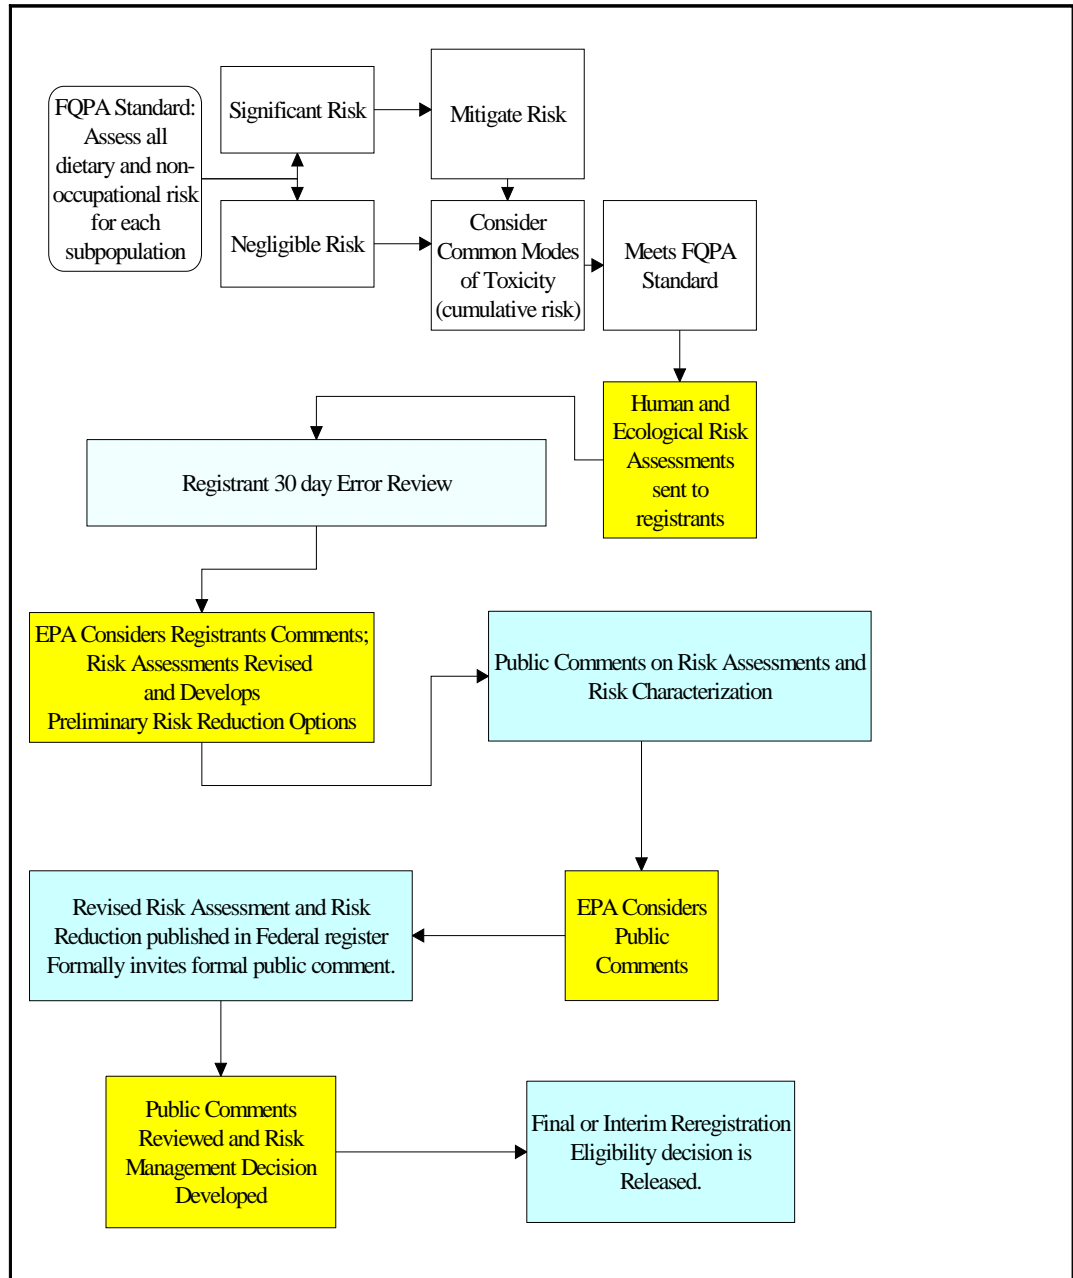 FQPA Standard:
Assess all
dietary and non-
occupational risk
for each
subpopulation
Significant Risk
Mitigate Risk
Negligible Risk
Consider
Common Modes
of Toxicity
(cumulative risk)
Meets FQPA
Standard
Human and
Ecological Risk
Assessments
sent to
registrants
Registrant 30 day Error Review
EPA Considers Registrants Comments;
Risk Assessments Revised
and Develops
Preliminary Risk Reduction Options
Public Comments on Risk Assessments and
Risk Characterization
EPA Considers
Public
Comments
Revised Risk Assessment and Risk
Reduction published in Federal register
Formally invites formal public comment.
Public Comments
Reviewed and Risk
Management Decision
Developed
Final or Interim Reregistration
Eligibility decision is
Released.